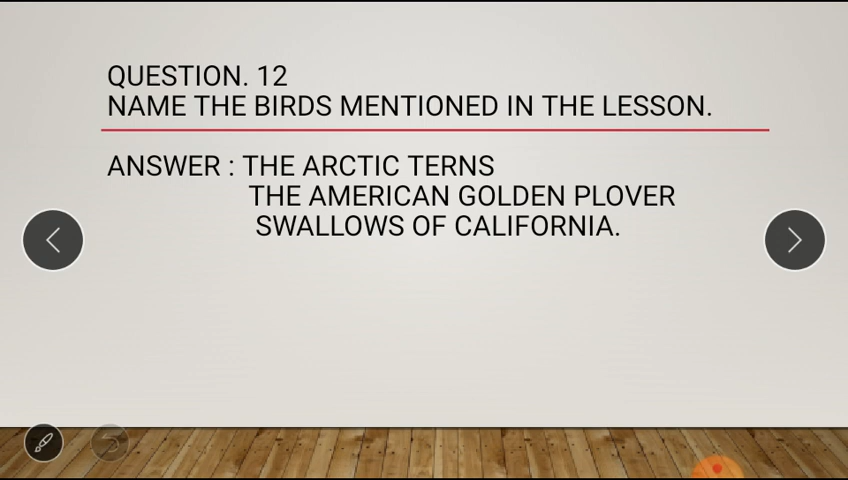 QUESTION. 12
NAME THE BIRDS MENTIONED IN THE LESSON.
ANSWER : THE ARCTIC TERNS
THE AMERICAN GOLDEN PLOVER
SWALLOWS OF CALIFORNIA.